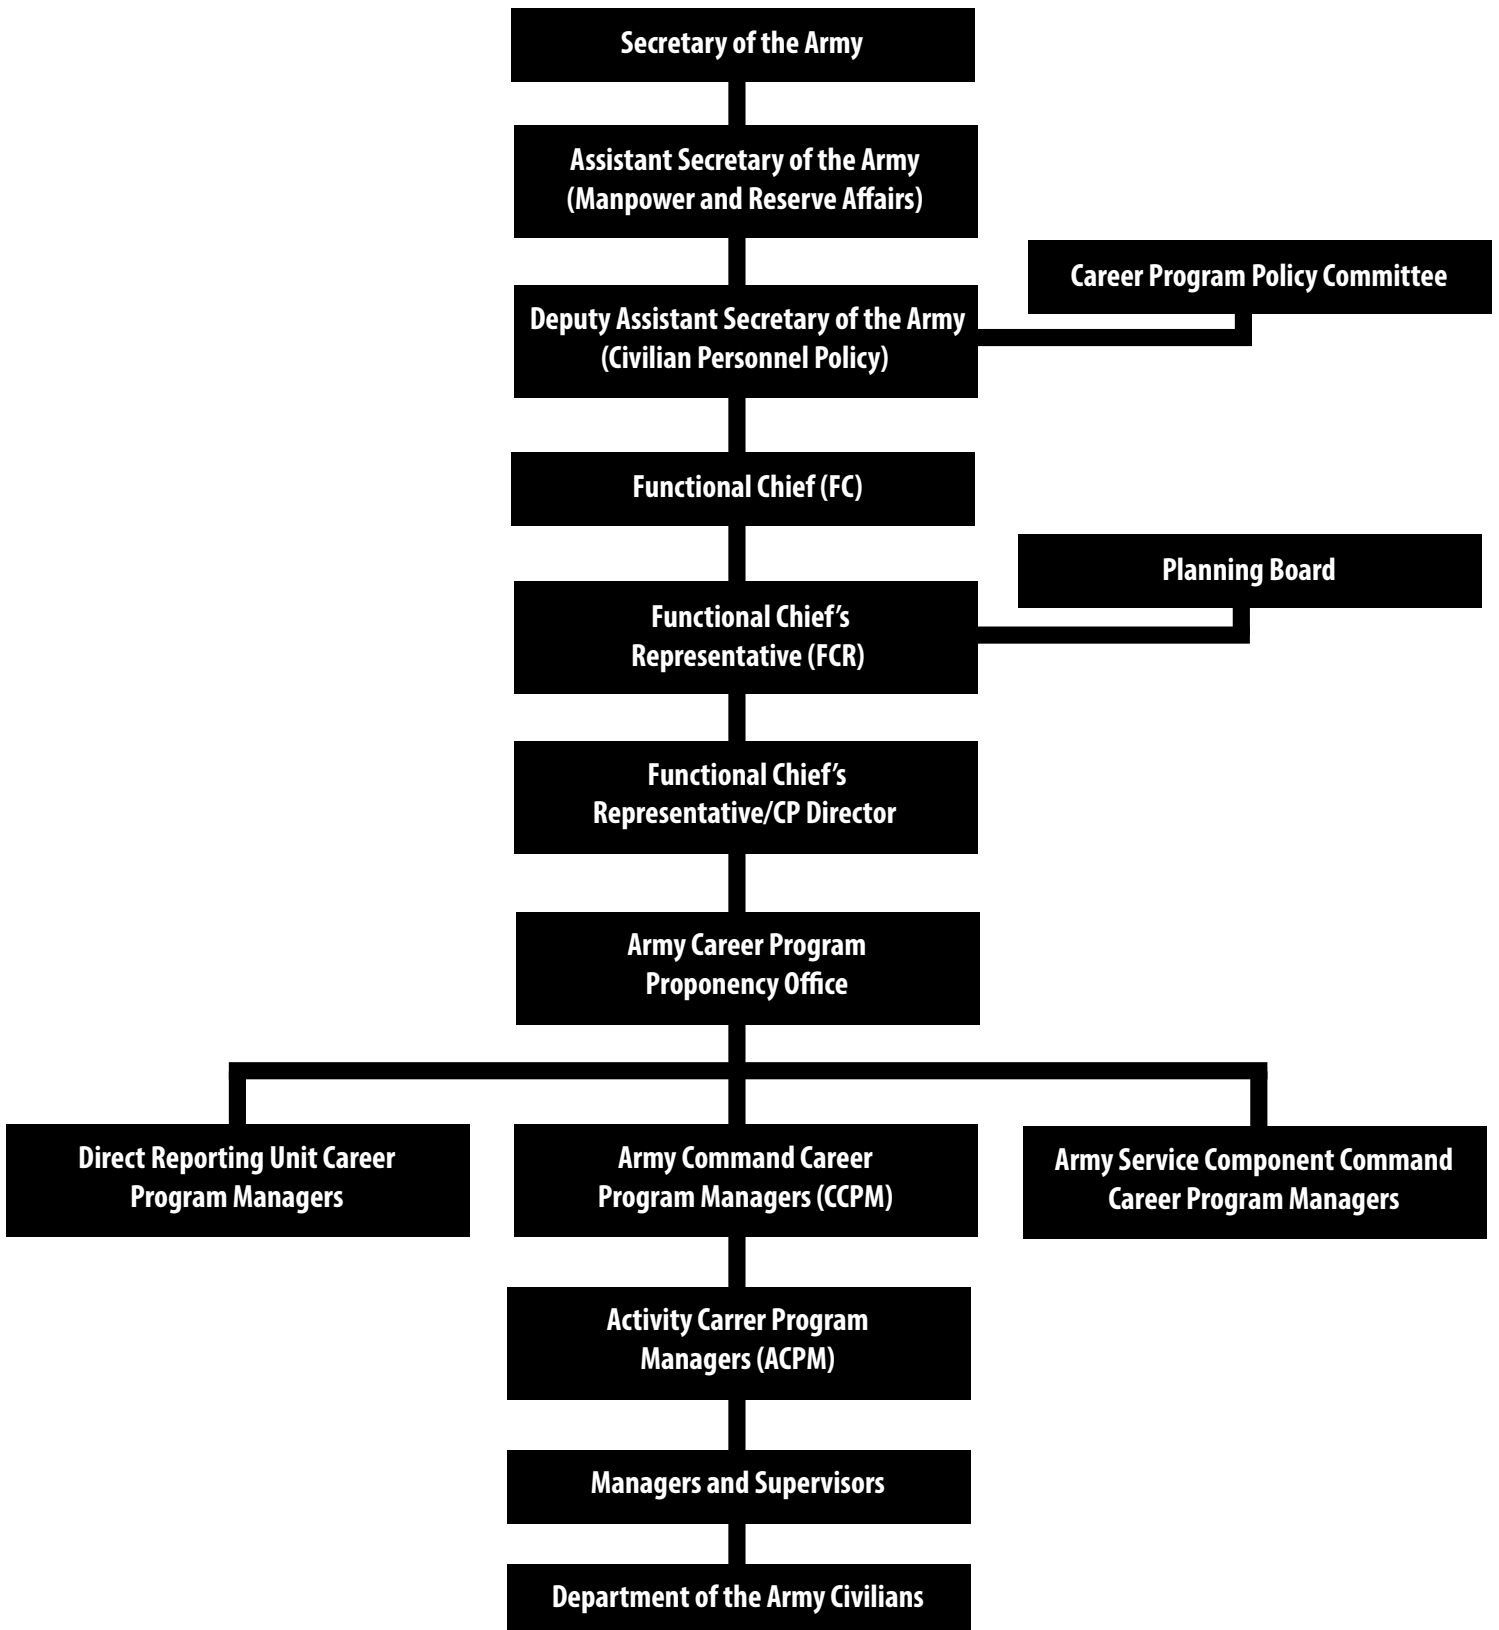 Secretary of the Army
Assistant Secretary of the Army
(Manpower and Reserve Affairs)
Career Program Policy Committee
Deputy Assistant Secretary of the Army
(Civilian Personnel Policy)
Functional Chief (FC)
Planning Board
Functional Chief’s
Representative (FCR)
Functional Chief’s
Representative/CP Director
Army Career Program
Proponency Office
Direct Reporting Unit Career
Program Managers
Army Command Career
Program Managers (CCPM)
Army Service Component Command
Career Program Managers
Activity Carrer Program
Managers (ACPM)
Managers and Supervisors
Department of the Army Civilians